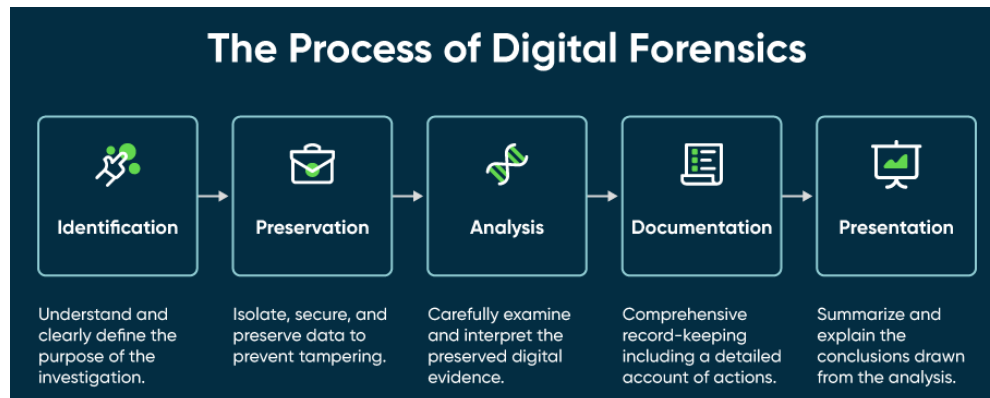 The Process of Digital Forensics
Identification
Preservation
Analysis
Documentation
Presentation
Understand and
clearly define the
purpose of the
investigation.
Isolate, secure, and
preserve data to
prevent tampering.
Carefully examine
and interpret the
preserved digital
evidence.
Comprehensive
record-keeping
including a detailed
account of actions.
Summarize and
explain the
conclusions drawn
from the analysis.